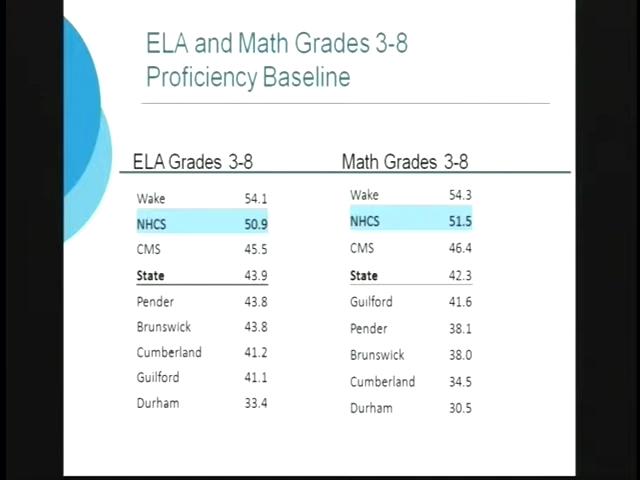 ELA and Math Grades 3-8
Proficiency Baseline
ELA Grades 3-8
Wake 54.1
NHCS 50.9
CMS 45.5
State 43.9
Pender 43.8
Brunswick 43.8
Cumberland 41.2
Guilford 41.1
Durham 33.4
Math Grades 3-8
Wake 54.3
NHCS 51.5
CMS 46.4
State 42.3
Guilford 41.6
Pender 38.1
Brunswick 38.0
Cumberland 34.5
Durham 30.5